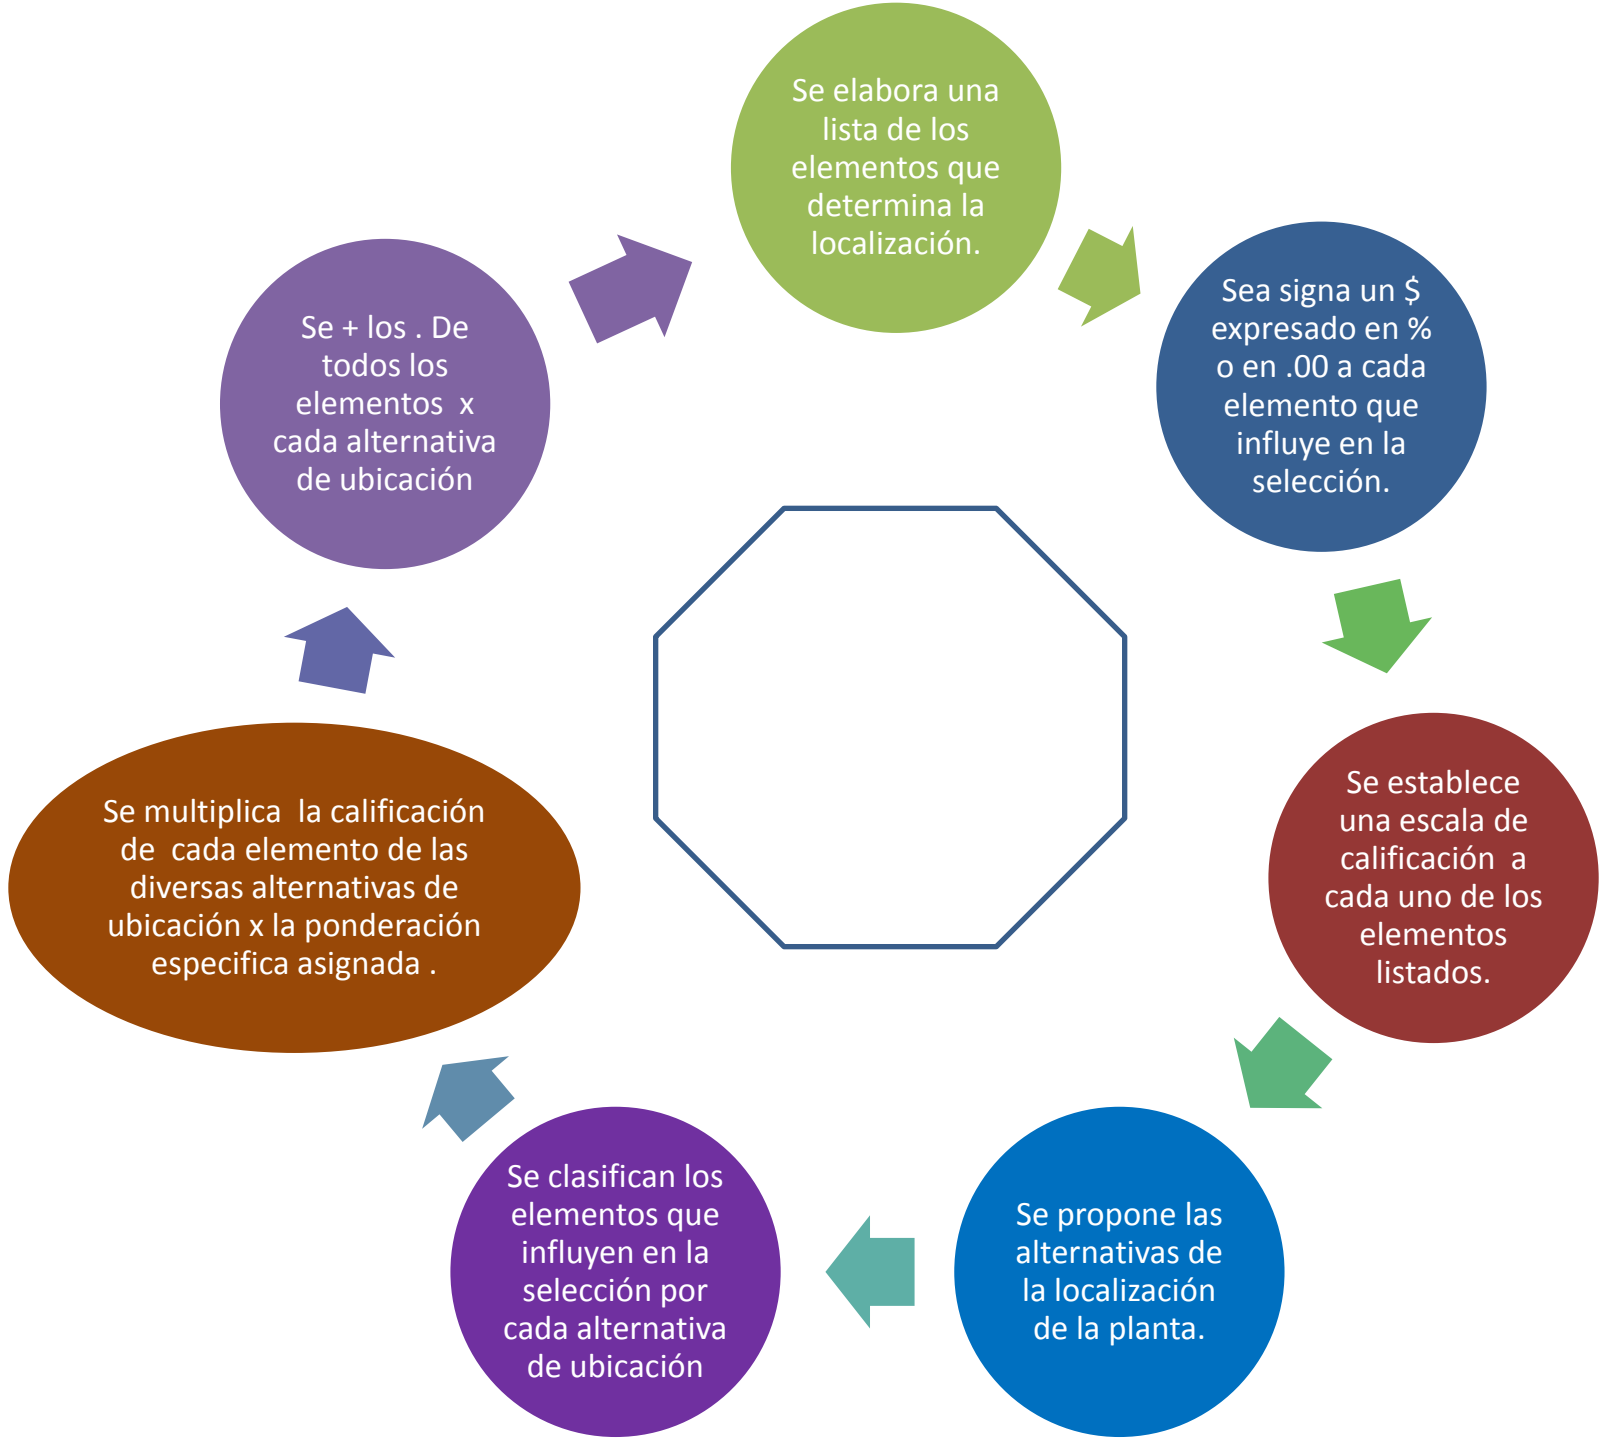 Se elabora una
lista de los
elementos que
determina la
localización.
Sea signa un $
expresado en %
o en .00 a cada
elemento que
influye en la
selección.
Se establece
una escala de
calificación a
cada uno de los
elementos
listados.
Se propone las
alternativas de
la localización
de la planta.
Se clasifican los
elementos que
influyen en la
selección por
cada alternativa
de ubicación
Se multiplica la calificación
de cada elemento de las
diversas alternativas de
ubicación x la ponderación
especifica asignada .
Se + los . De
todos los
elementos x
cada alternativa
de ubicación